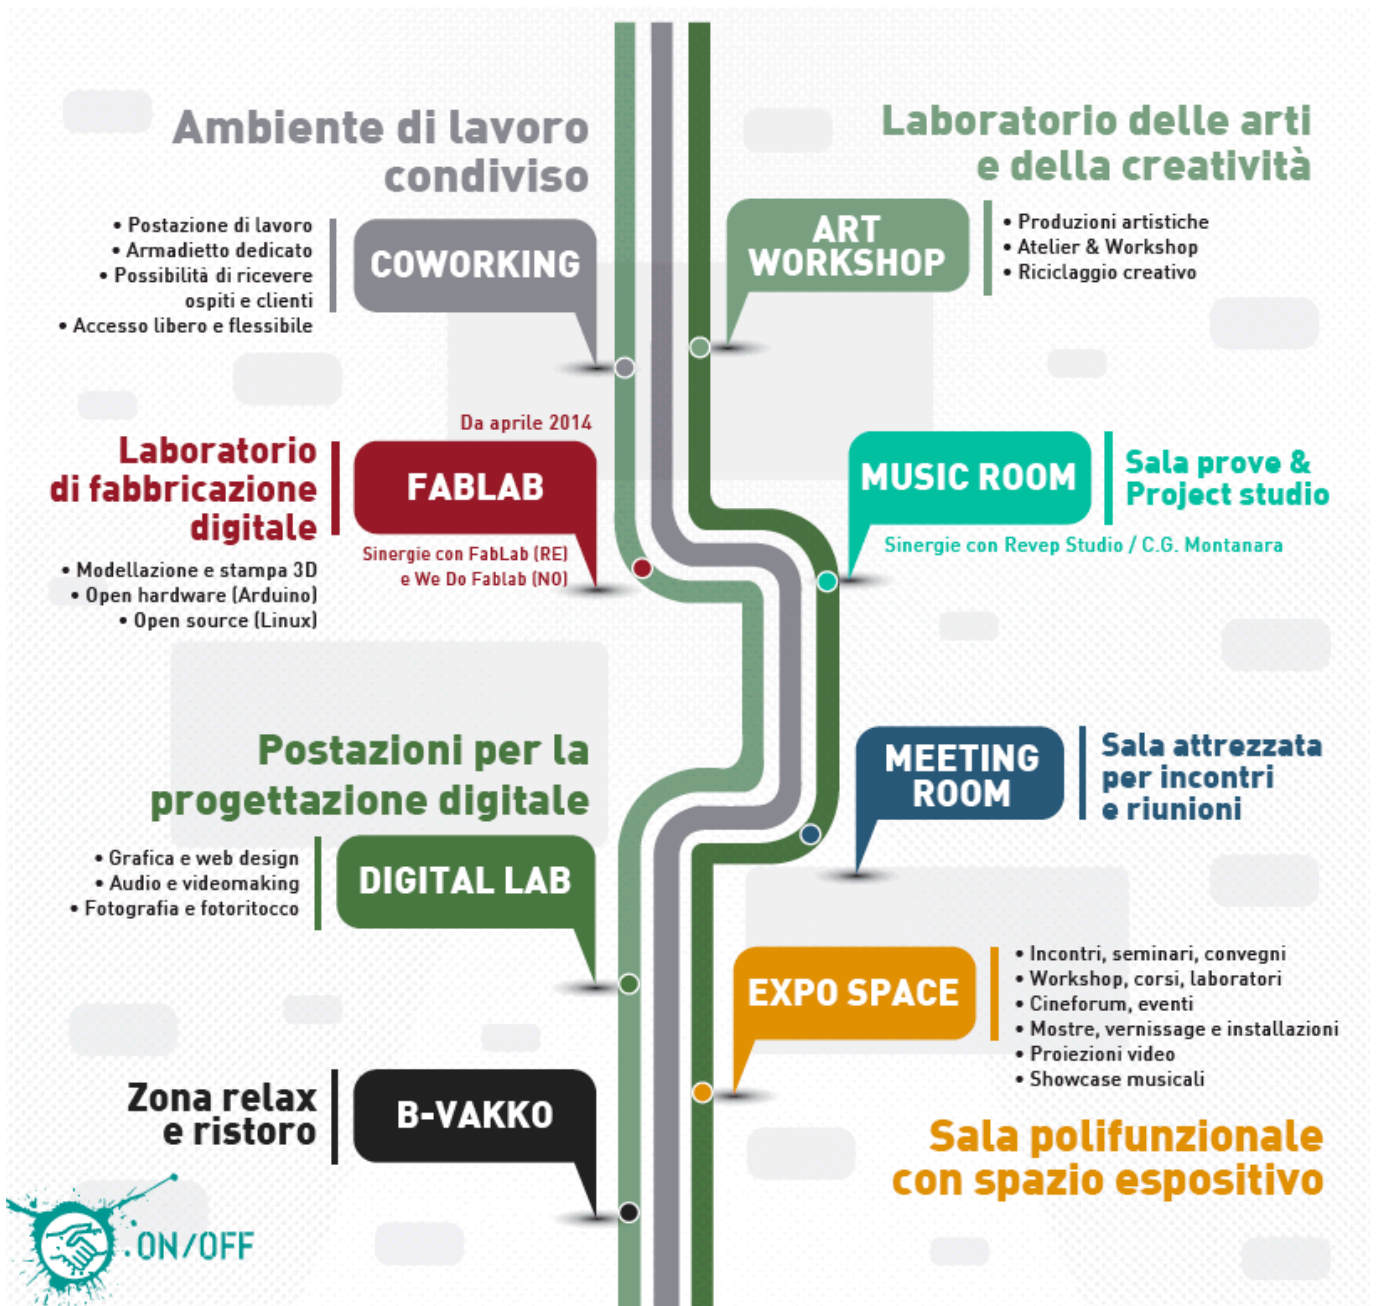 Ambiente di lavoro
condiviso
• Postazione di lavoro
• Armadietto dedicato
• Possibilità di ricevere
ospiti e clienti
• Accesso libero e flessibile
COWORKING
Laboratorio delle arti
e della creatività
ART
WORKSHOP
• Produzioni artistiche
• Atelier & Workshop
• Riciclaggio creativo
Da aprile 2014
Laboratorio
di fabbricazione
digitale
FABLAB
Sinergie con FabLab (RE)
e We Do Fablab (NO)
• Modellazione e stampa 3D
• Open hardware (Arduino)
• Open source (Linux)
MUSIC ROOM
Sala prove &
Project studio
Sinergie con Revep Studio / C.G. Montanara
Postazioni per la
progettazione digitale
• Grafica e web design
• Audio e videomaking
• Fotografia e fotoritocco
DIGITAL LAB
MEETING
ROOM
Sala attrezzata
per incontri
e riunioni
EXPO SPACE
• Incontri, seminari, convegni
• Workshop, corsi, laboratori
• Cineforum, eventi
• Mostre, vernissage e installazioni
• Proiezioni video
• Showcase musicali
Sala polifunzionale
con spazio espositivo
Zona relax
e ristoro
B-VAKKO
ON/OFF